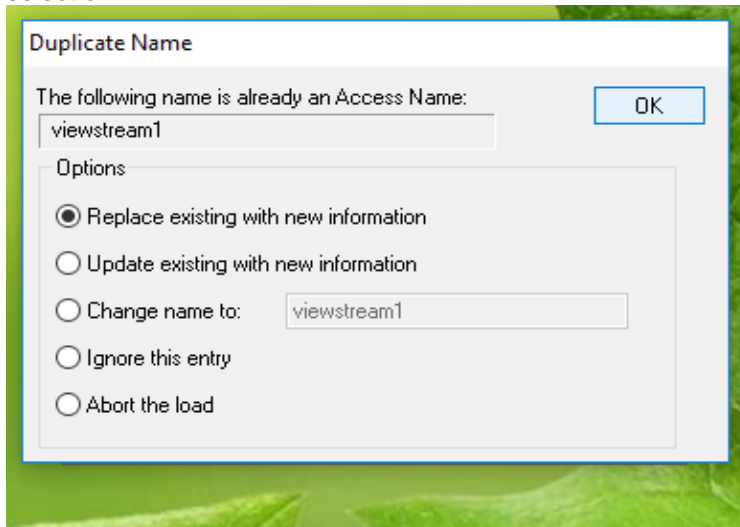 Duplicate Name
The following name is already an Access Name:
OK
viewstream1
Options
Replace existing with new information
Update existing with new information
Change name to: viewstream1
Ignore this entry
Abort the load